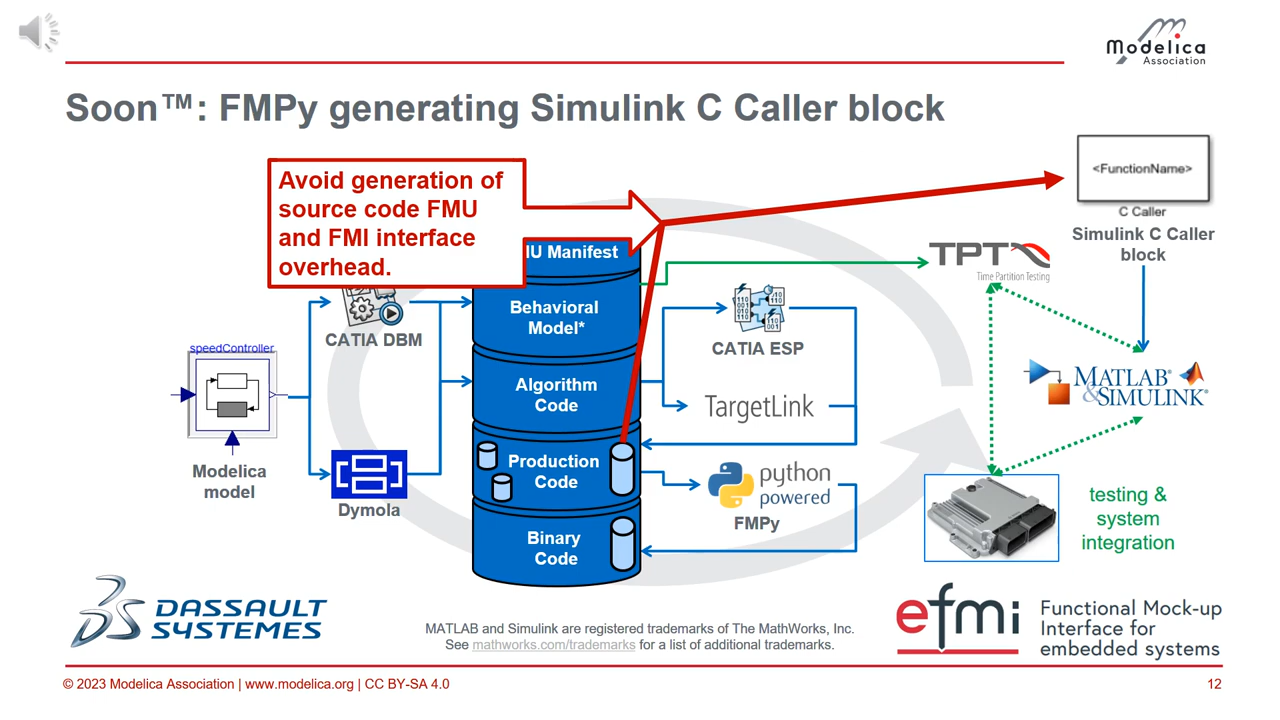 Modelica
Association
Soon™: FMPy generating Simulink C Caller block
Avoid generation of
source code FMU
and FMI interface
overhead.
<FunctionName>
C Caller
Simulink C Caller
block
TPT
Time Partition Testing
IU Manifest
Behavioral
Model*
CATIA DBM
CATIA ESP
speedController
Algorithm
Code
TargetLink
MATLAB®
&SIMULINK®
Modelica
model
Dymola
Production
Code
python
powered
FMPy
Binary
Code
testing &
system
integration
DASSAULT
SYSTEMES
MATLAB and Simulink are registered trademarks of The MathWorks, Inc.
See mathworks.com/trademarks for a list of additional trademarks.
efmi
Functional Mock-up
Interface for
embedded systems
© 2023 Modelica Association | www.modelica.org | CC BY-SA 4.0
12